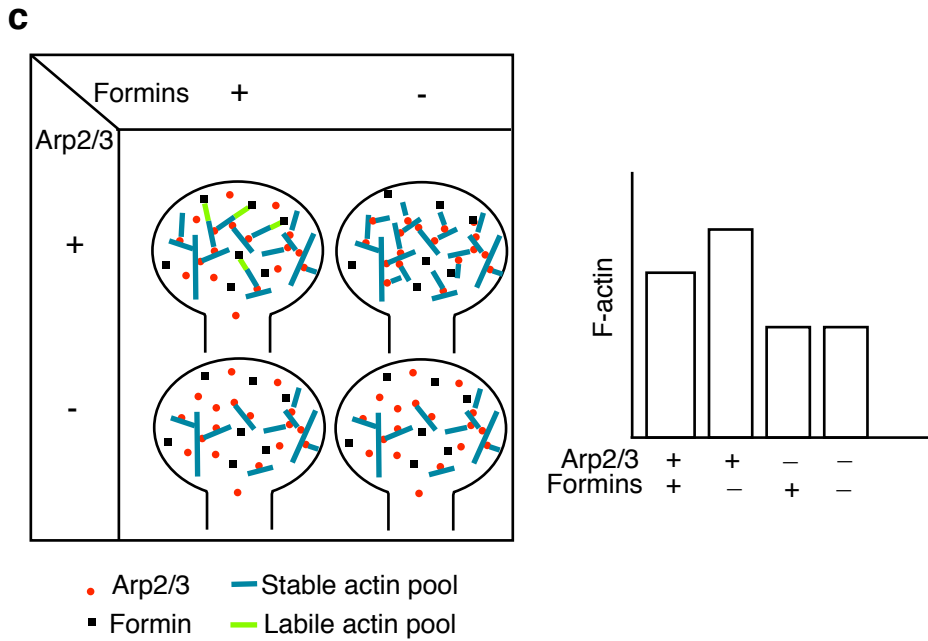 c
Formins + -
Arp2/3
+
-
F-actin
Arp2/3 + + – –
Formins + – + –
Arp2/3 Stable actin pool
Formin Labile actin pool